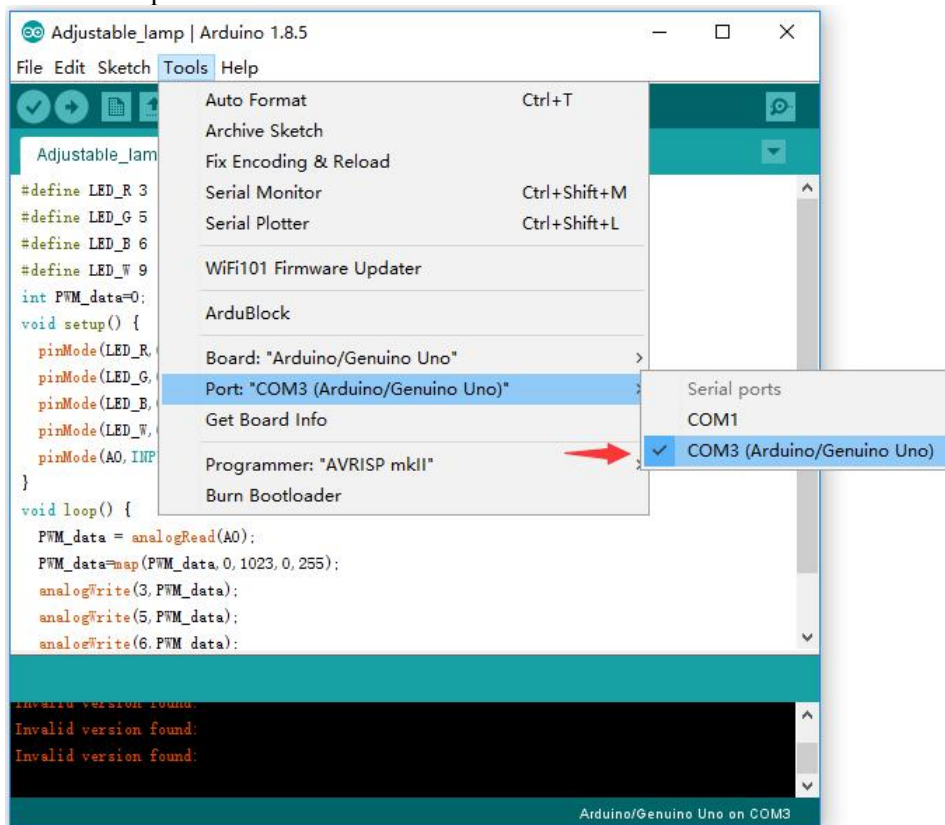 Adjustable_lamp | Arduino 1.8.5
File Edit Sketch Tools Help
Adjustable_lam
Auto Format Ctrl+T
Archive Sketch
Fix Encoding & Reload
Serial Monitor Ctrl+Shift+M
Serial Plotter Ctrl+Shift+L
WiFi101 Firmware Updater
ArduBlock
Board: "Arduino/Genuino Uno"
Port: "COM3 (Arduino/Genuino Uno)"
Get Board Info
Programmer: "AVRISP mkII"
Burn Bootloader
Serial ports
COM1
COM3 (Arduino/Genuino Uno)
#define LED_R 3
#define LED_G 5
#define LED_B 6
#define LED_W 9
int PWM_data=0;
void setup() {
pinMode(LED_R,
pinMode(LED_G,
pinMode(LED_B,
pinMode(LED_W,
pinMode(A0, INP
}
void loop() {
PWM_data = analogRead(A0);
PWM_data=map(PWM_data, 0, 1023, 0, 255);
analogWrite(3, PWM_data);
analogWrite(5, PWM_data);
analogWrite(6, PWM_data);
Invalid version found:
Invalid version found:
Invalid version found:
Arduino/Genuino Uno on COM3